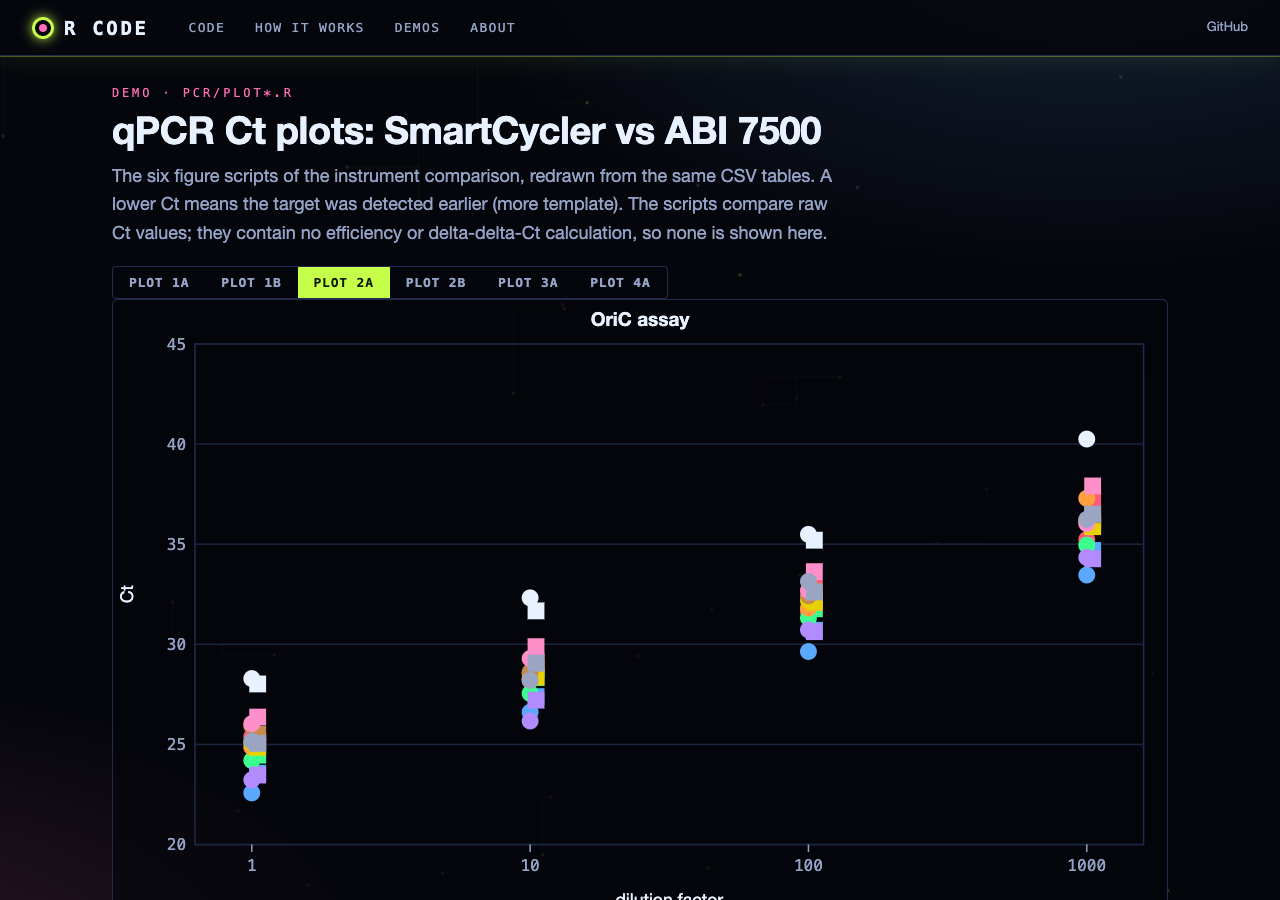 R CODE
CODE
HOW IT WORKS
DEMOS
ABOUT
GitHub
DEMO · PCR/PLOT*.R
qPCR Ct plots: SmartCycler vs ABI 7500
The six figure scripts of the instrument comparison, redrawn from the same CSV tables. A
lower Ct means the target was detected earlier (more template). The scripts compare raw
Ct values; they contain no efficiency or delta-delta-Ct calculation, so none is shown here.
PLOT 1A
PLOT 1B
PLOT 2A
PLOT 2B
PLOT 3A
PLOT 4A
OriC assay
45
40
35
30
25
20
Ct
1
10
100
1000
dilution factor